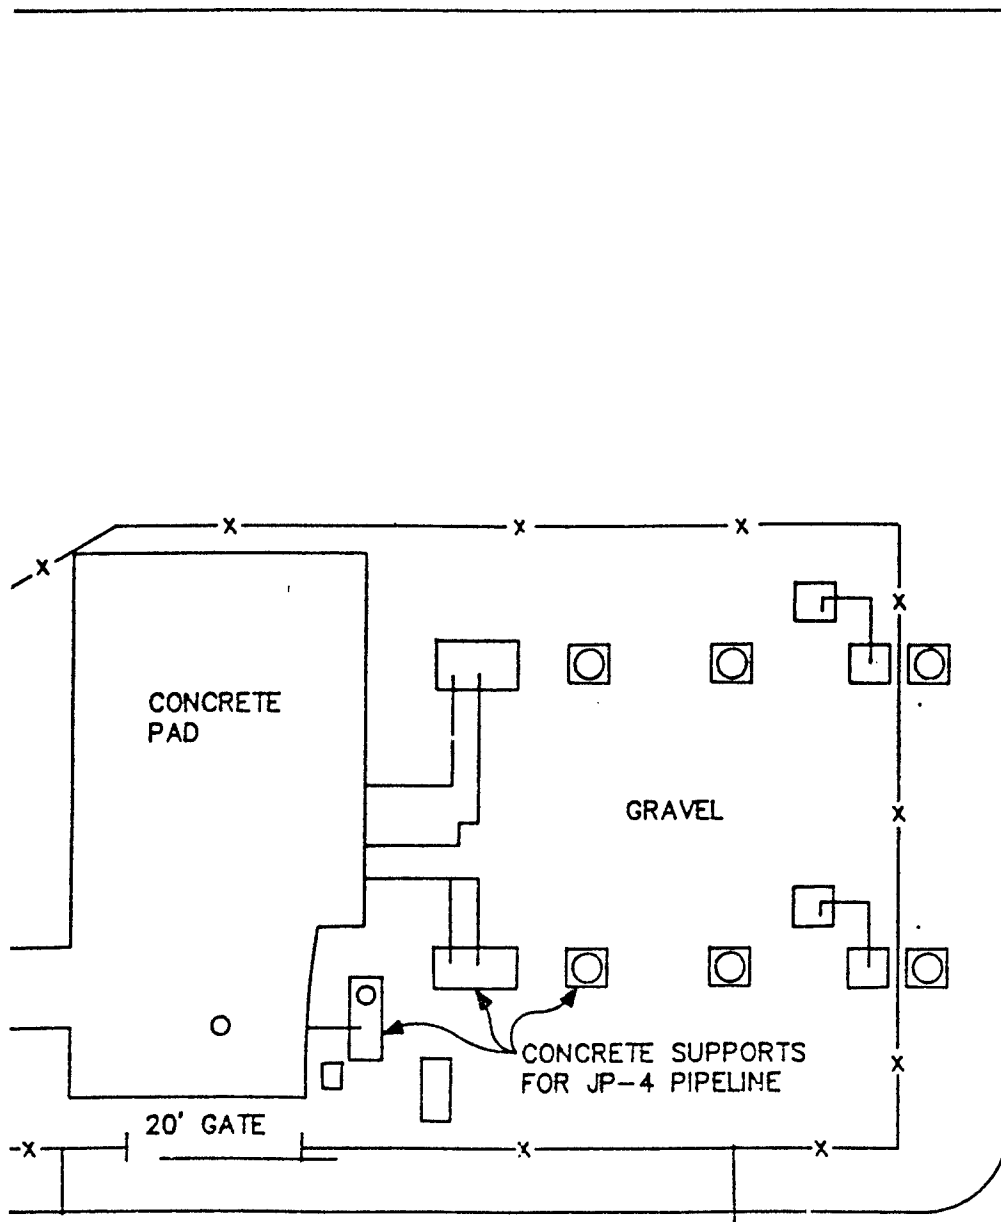 CONCRETE
PAD
GRAVEL
CONCRETE SUPPORTS
FOR JP-4 PIPELINE
20' GATE